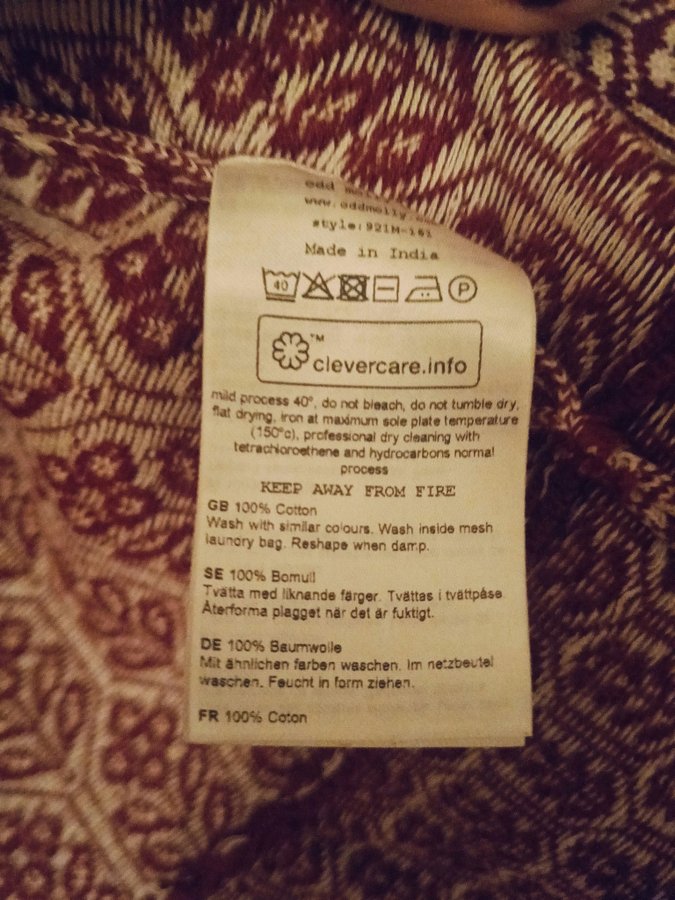 odd
www.oddmolly.
style:921M-161
Made in India
40 P
clevercare.info™
mild process 40°, do not bleach, do not tumble dry,
flat drying, iron at maximum sole plate temperature
(150°c), professional dry cleaning with
tetrachloroethene and hydrocarbons normal
process
KEEP AWAY FROM FIRE
GB 100% Cotton
Wash with similar colours. Wash inside mesh
laundry bag. Reshape when damp.
SE 100% Bomull
Tvätta med liknande färger. Tvättas i tvättpåse.
Återforma plagget när det är fuktigt.
DE 100% Baumwolle
Mit ähnlichen farben waschen. Im netzbeutel
waschen. Feucht in form ziehen.
FR 100% Coton